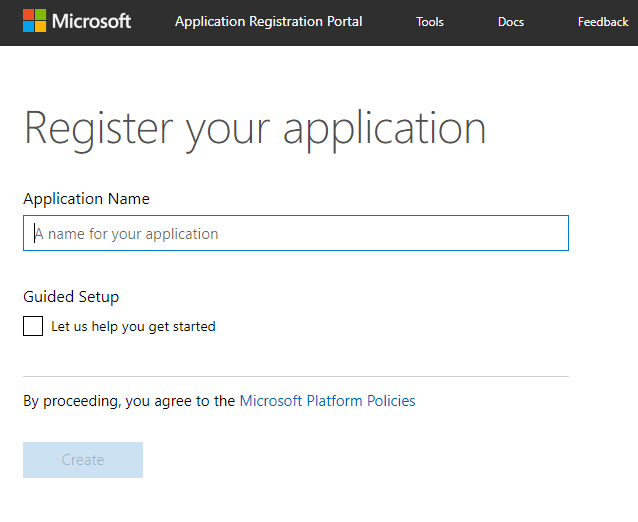 Microsoft Application Registration Portal Tools Docs Feedback
Register your application
Application Name
A name for your application
Guided Setup
Let us help you get started
By proceeding, you agree to the Microsoft Platform Policies
Create